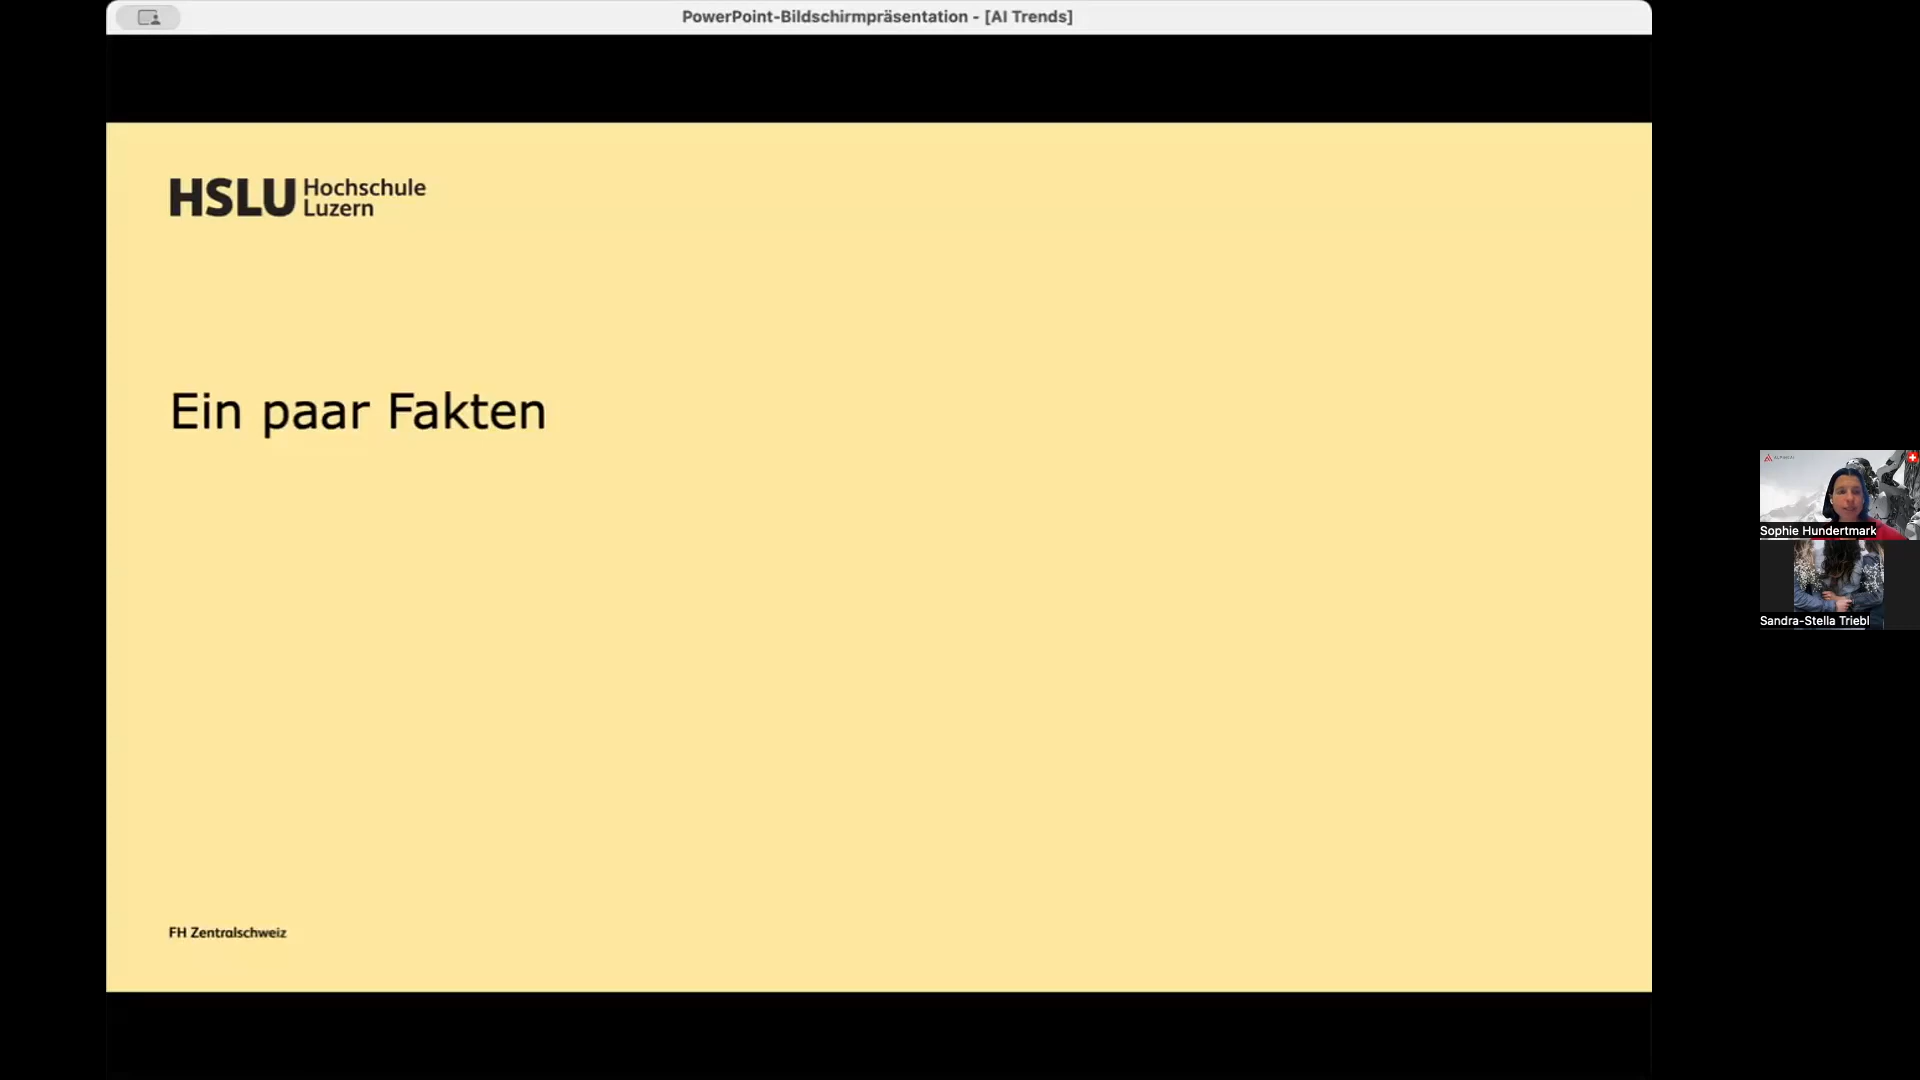 PowerPoint-Bildschirmpräsentation - [AI Trends]
HSLU Hochschule
Luzern
Ein paar Fakten
FH Zentralschweiz
Sophie Hundertmark
Sandra-Stella Triebl